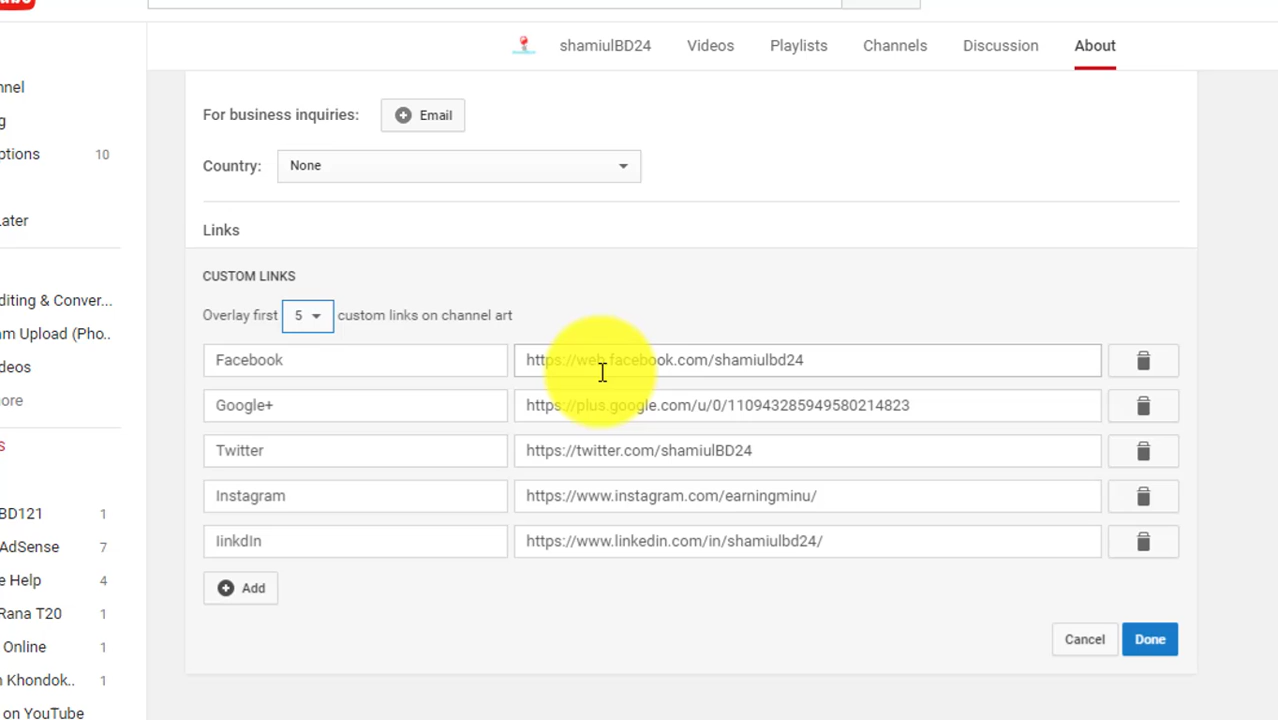 shamiulBD24 Videos Playlists Channels Discussion About
nnel
g
ptions 10
ater
diting & Conver...
am Upload (Pho..
deos
ore
s
BD121 1
AdSense 7
e Help 4
Rana T20 1
Online 1
n Khondok.. 1
on YouTube
For business inquiries: Email
Country: None
Links
CUSTOM LINKS
Overlay first 5 custom links on channel art
Facebook https://web.facebook.com/shamiulbd24
Google+ https://plus.google.com/u/0/110943285949580214823
Twitter https://twitter.com/shamiulBD24
Instagram https://www.instagram.com/earningminu/
IinkdIn https://www.linkedin.com/in/shamiulbd24/
Add
Cancel Done